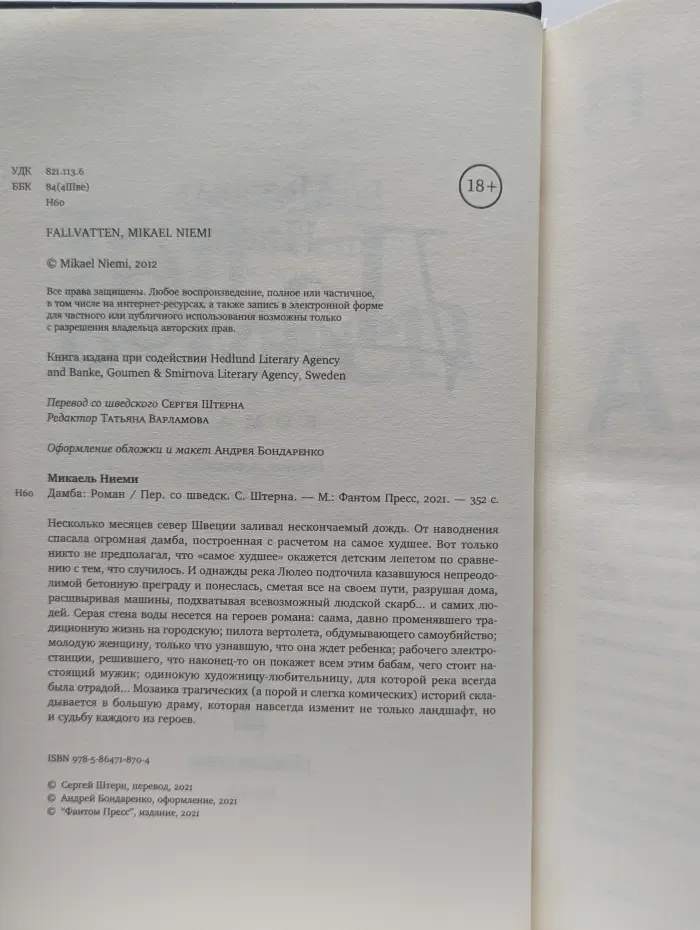 УДК 821.113.6
ББК 84(4Шве)
Н60
18+
FALLVATTEN, MIKAEL NIEMI
© Mikael Niemi, 2012
Все права защищены. Любое воспроизведение, полное или частичное,
в том числе на интернет-ресурсах, а также запись в электронной форме
для частного или публичного использования возможны только
с разрешения владельца авторских прав.
Книга издана при содействии Hedlund Literary Agency
and Banke, Goumen & Smirnova Literary Agency, Sweden
Перевод со шведского Сергея Штерна
Редактор Татьяна Варламова
Оформление обложки и макет Андрея Бондаренко
Микаель Ниеми
Н60 Дамба: Роман / Пер. со шведск. С. Штерна. — М.: Фантом Пресс, 2021. — 352 с.
Несколько месяцев север Швеции заливал нескончаемый дождь. От наводнения
спасала огромная дамба, построенная с расчетом на самое худшее. Вот только
никто не предполагал, что «самое худшее» окажется детским лепетом по сравне-
нию с тем, что случилось. И однажды река Люлео подточила казавшуюся непреодо-
лимой бетонную преграду и понеслась, сметая все на своем пути, разрушая дома,
расшвыривая машины, подхватывая всевозможный людской скарб... и самих лю-
дей. Серая стена воды несется на героев романа: саама, давно променявшего тра-
диционную жизнь на городскую; пилота вертолета, обдумывающего самоубийство;
молодую женщину, только что узнавшую, что она ждет ребенка; рабочего электро-
станции, решившего, что наконец-то он покажет всем этим бабам, чего стоит на-
стоящий мужик; одинокую художницу-любительницу, для которой река всегда
была отрадой... Мозаика трагических (а порой и слегка комических) историй скла-
дывается в большую драму, которая навсегда изменит не только ландшафт, но
и судьбу каждого из героев.
ISBN 978-5-86471-879-4
© Сергей Штерн, перевод, 2021
© Андрей Бондаренко, оформление, 2021
© "Фантом Пресс", издание, 2021